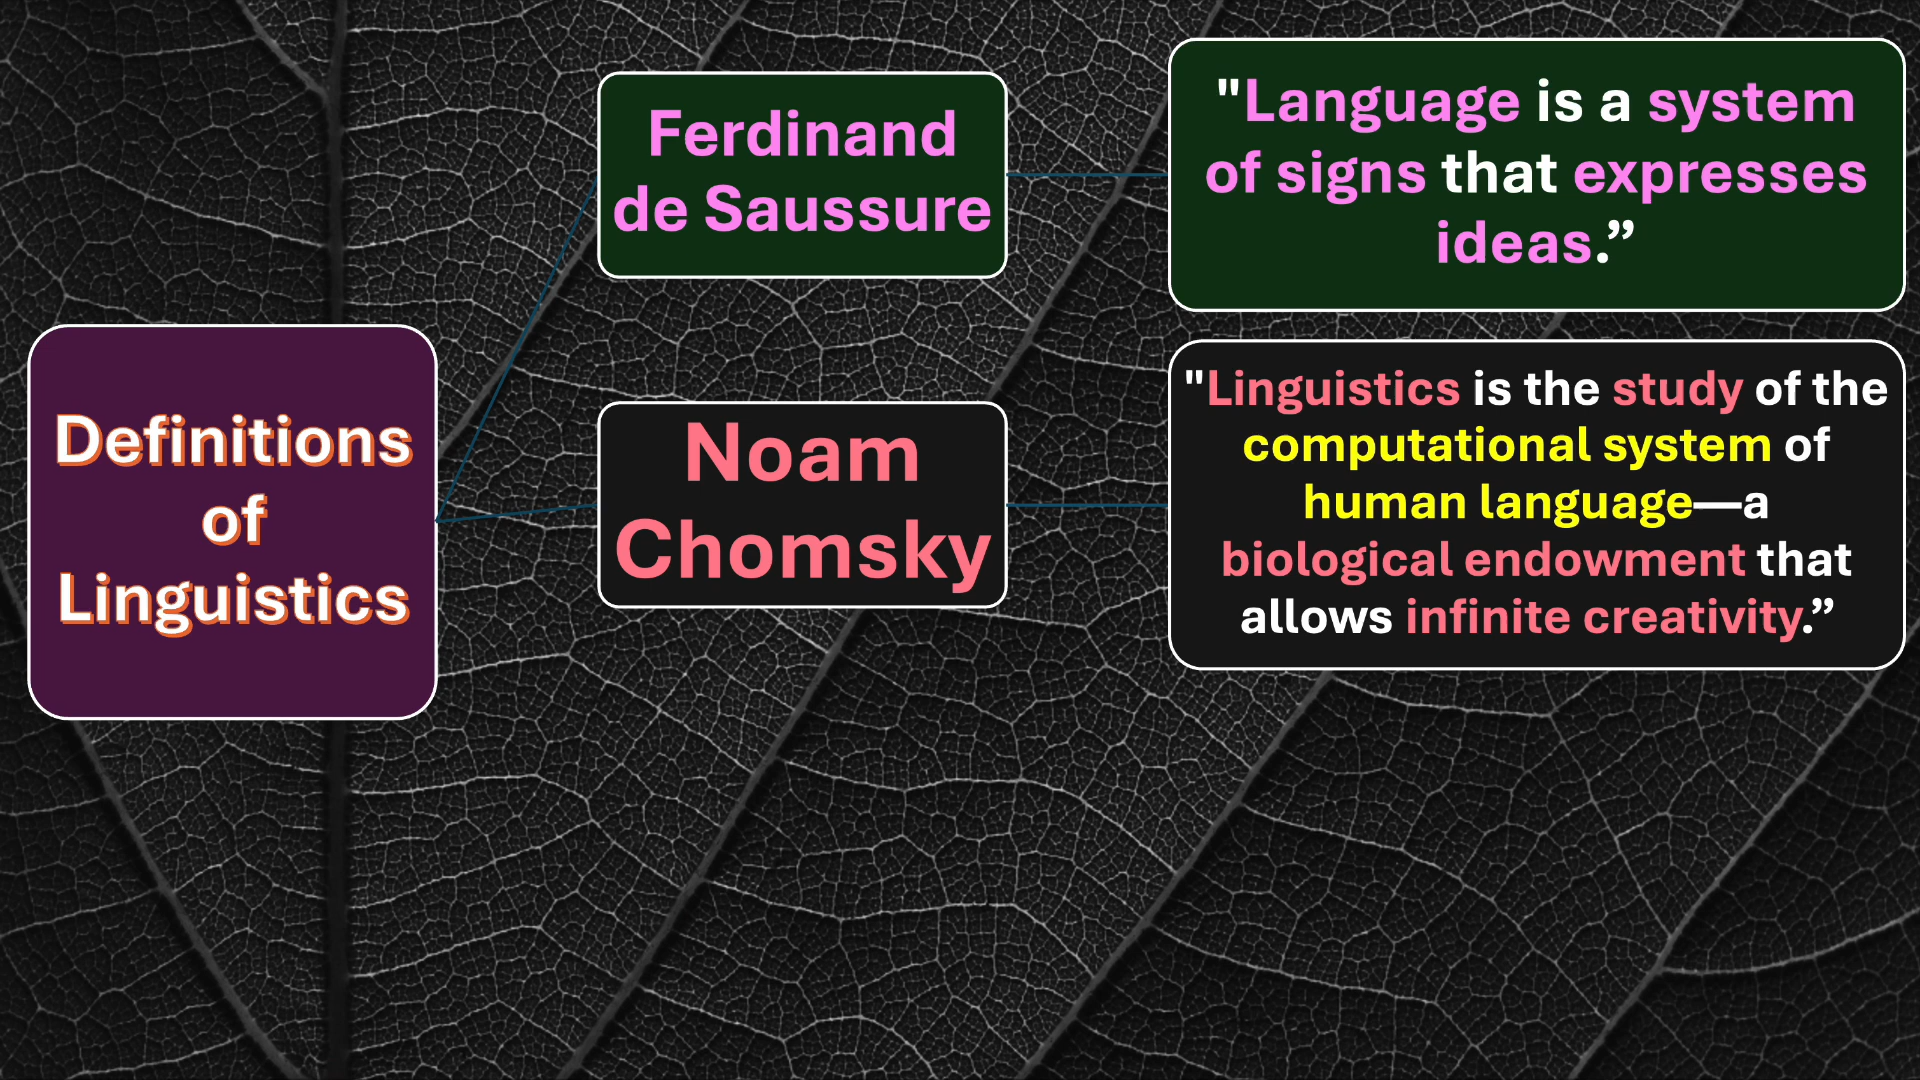 Definitions
of
Linguistics
Ferdinand
de Saussure
"Language is a system
of signs that expresses
ideas.”
Noam
Chomsky
"Linguistics is the study of the
computational system of
human language—a
biological endowment that
allows infinite creativity.”